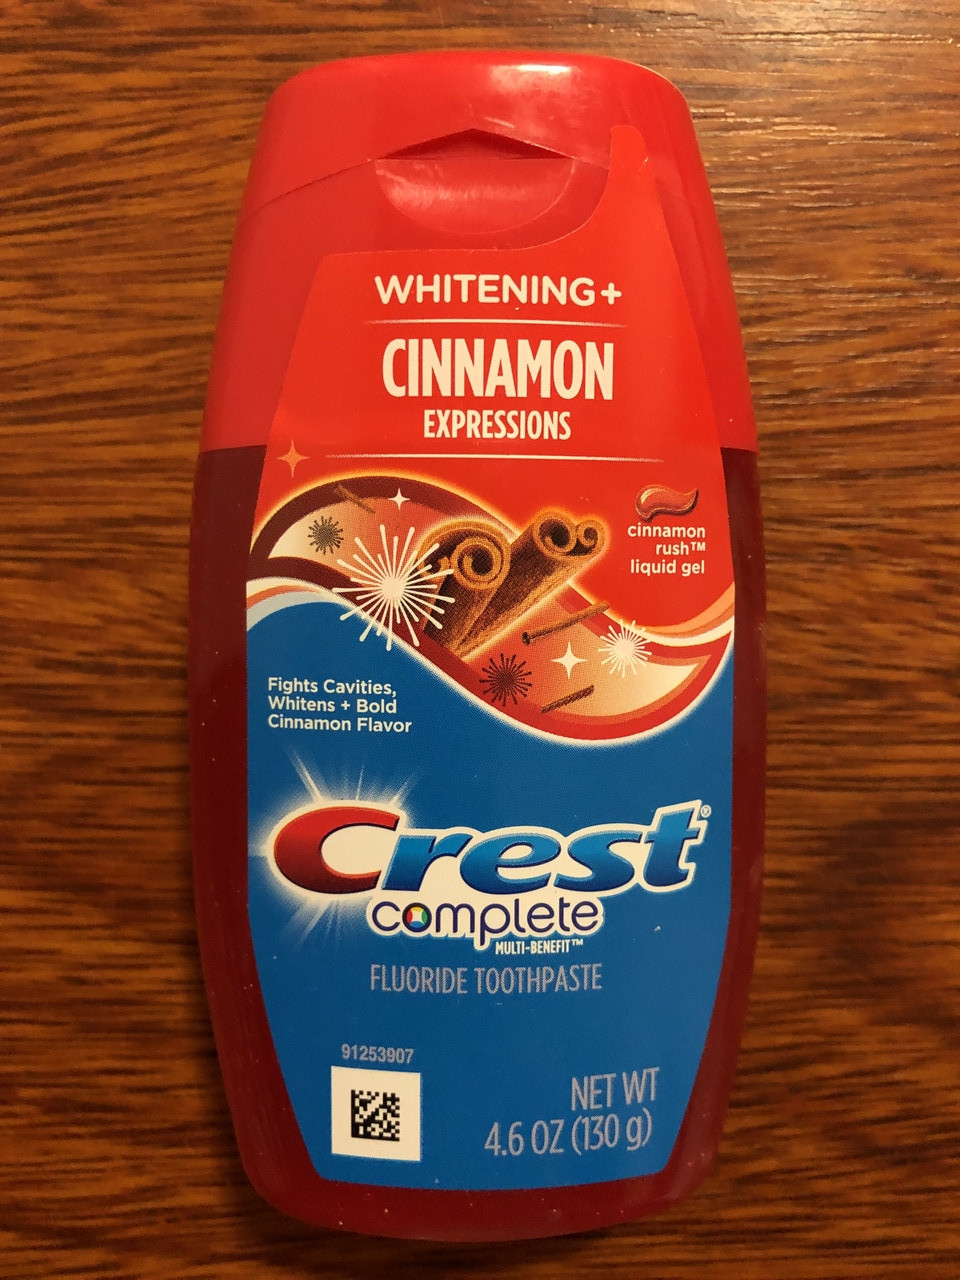 WHITENING+
CINNAMON
EXPRESSIONS
cinnamon
rush™
liquid gel
Fights Cavities,
Whitens + Bold
Cinnamon Flavor
Crest®
complete
MULTI-BENEFIT™
FLUORIDE TOOTHPASTE
91253907
NET WT
4.6 OZ (130 g)